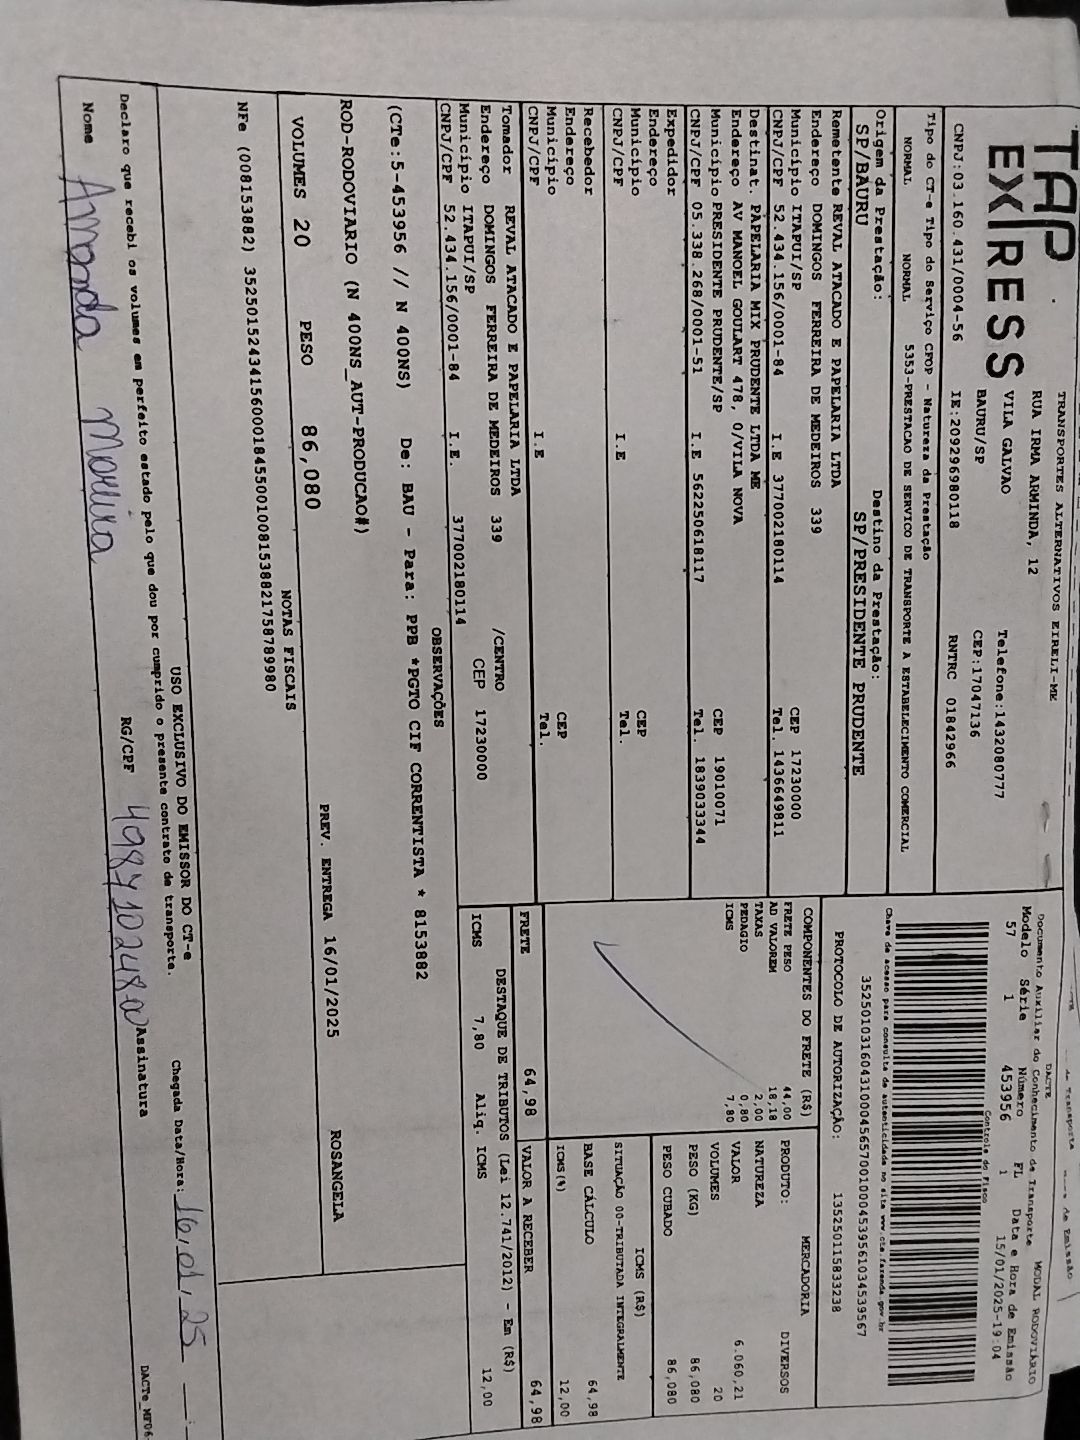 TAP EXPRESS
TRANSPORTES ALTERNATIVOS EIRELI-ME
RUA IRMA ARMINDA, 12
VILA GALVAO Telefone:1432080777
BAURU/SP CEP:17047136
CNPJ:03.160.431/0004-56 IE:209296980118 RNTRC 01842966
Tipo do CT-e Tipo do Serviço CFOP - Natureza da Prestação
NORMAL NORMAL 5353-PRESTACAO DE SERVICO DE TRANSPORTE A ESTABELECIMENTO COMERCIAL
Origem da Prestação: Destino da Prestação:
SP/BAURU SP/PRESIDENTE PRUDENTE
Remetente REVAL ATACADO E PAPELARIA LTDA
Endereço DOMINGOS FERREIRA DE MEDEIROS 339
Município ITAPUI/SP CEP 17230000
CNPJ/CPF 52.434.156/0001-84 I.E 377002180114 Tel. 1436649811
Destinat. PAPELARIA MIX PRUDENTE LTDA ME
Endereço AV MANOEL GOULART 478, 0/VILA NOVA
Município PRESIDENTE PRUDENTE/SP CEP 19010071
CNPJ/CPF 05.338.268/0001-51 I.E 562250618117 Tel. 1839033344
Expedidor
Endereço
Município CEP
CNPJ/CPF I.E Tel.
Recebedor
Endereço
Município CEP
CNPJ/CPF I.E Tel.
Tomador REVAL ATACADO E PAPELARIA LTDA
Endereço DOMINGOS FERREIRA DE MEDEIROS 339 /CENTRO
Município ITAPUI/SP CEP 17230000
CNPJ/CPF 52.434.156/0001-84 I.E. 377002180114
DACTE
Documento Auxiliar do Conhecimento de Transporte MODAL RODOVIÁRIO
Modelo Série Número FL Data e Hora de Emissão
57 1 453956 1 15/01/2025-19:04
Controle do Fisco
Chave de acesso para consulta de autenticidade no site www.cte.fazenda.gov.br
35250103160431000456570010004539561034539567
PROTOCOLO DE AUTORIZAÇÃO: 135250115833238
COMPONENTES DO FRETE (R$)
FRETE PESO 44,00
AD VALOREM 18,18
TAXAS 2,00
PEDAGIO 0,80
ICMS 7,80
FRETE 64,98
PRODUTO: MERCADORIA
NATUREZA DIVERSOS
VALOR 6.060,21
VOLUMES 20
PESO (KG) 86,080
PESO CUBADO 86,080
ICMS (R$)
SITUAÇÃO 00-TRIBUTADA INTEGRALMENTE
BASE CÁLCULO 64,98
ICMS(%) 12,00
VALOR A RECEBER 64,98
DESTAQUE DE TRIBUTOS (Lei 12.741/2012) - Em (R$)
ICMS 7,80 Aliq. ICMS 12,00
OBSERVAÇÕES
(CTe:5-453956 // N 400NS) De: BAU - Para: PPB *PGTO CIF CORRENTISTA * 8153882
ROD-RODOVIARIO (N 400NS_AUT-PRODUCAO#)
VOLUMES 20 PESO 86,080 PREV. ENTREGA 16/01/2025 ROSANGELA
NOTAS FISCAIS
NFe (008153882) 35250152434156000184550010081538821758789980
USO EXCLUSIVO DO EMISSOR DO CT-e
Declaro que recebi os volumes em perfeito estado pelo que dou por cumprido o presente contrato de transporte. Chegada Data/Hora: 16,01,25
Nome Amanda Moreira RG/CPF 49871024800 Assinatura